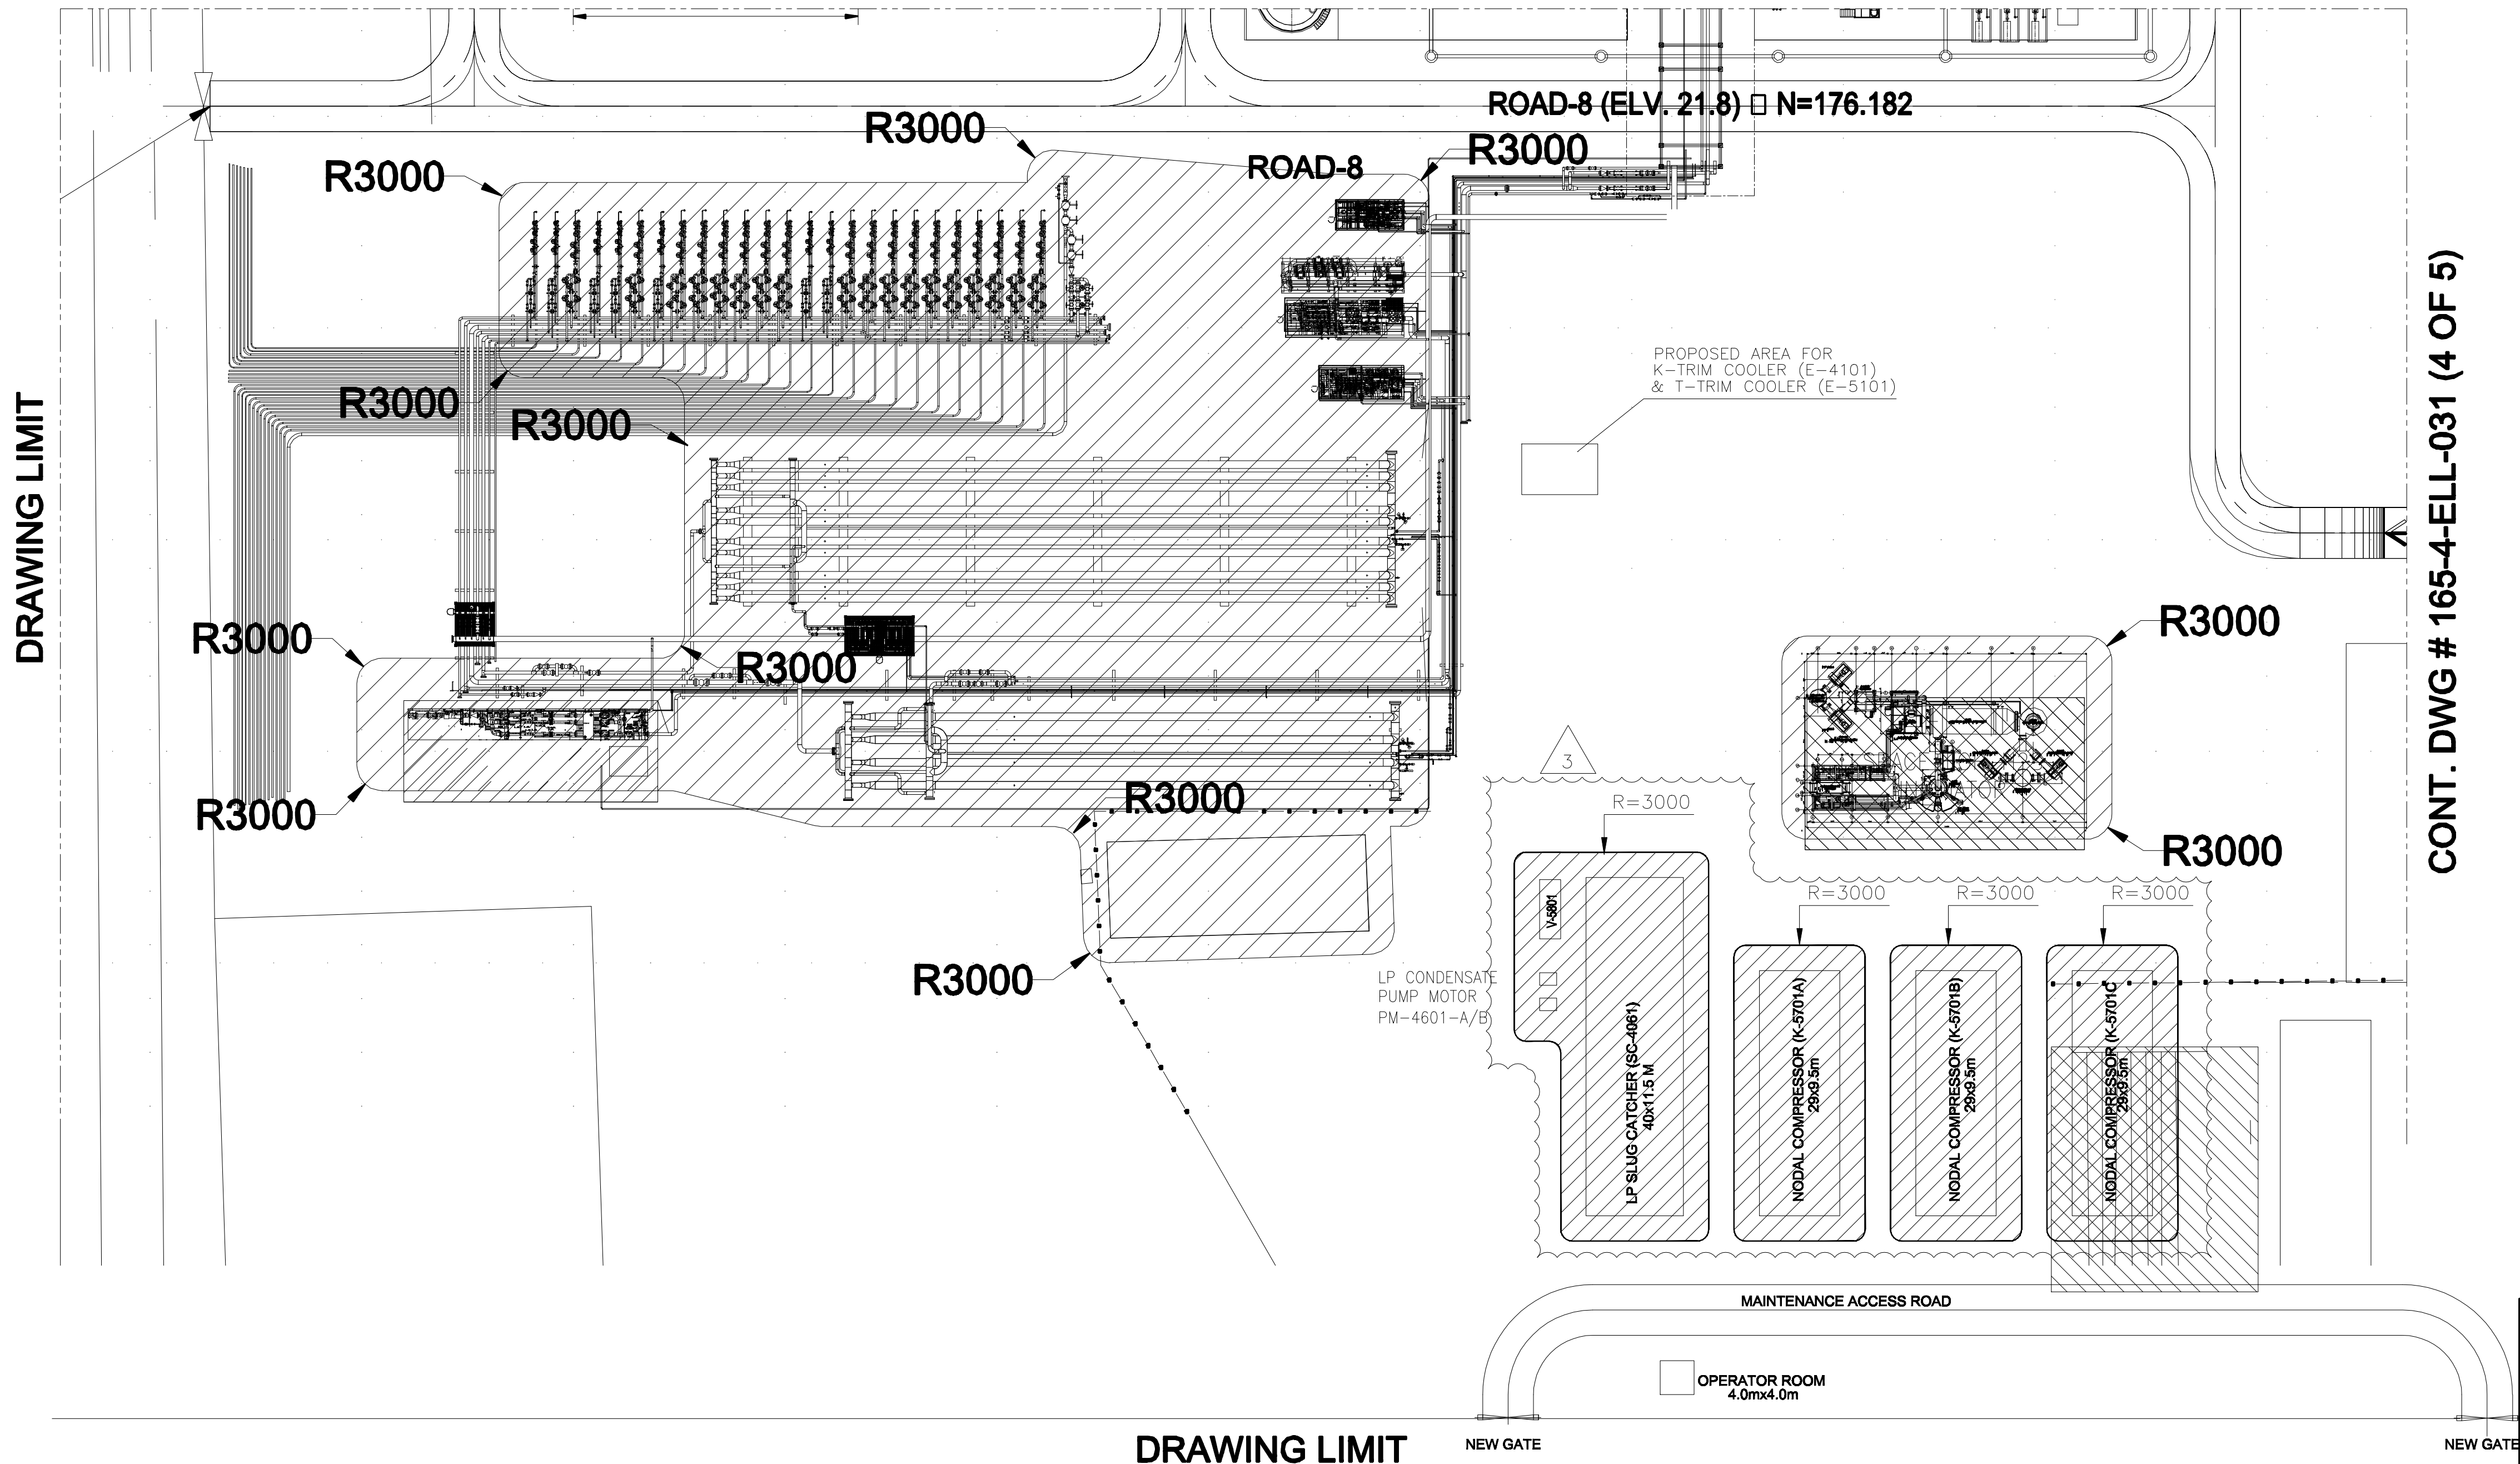 ROAD-8 (ELV. 21.8) □ N=176.182
R3000
R3000
ROAD-8
R3000
DRAWING LIMIT
R3000
R3000
PROPOSED AREA FOR
K-TRIM COOLER (E-4101)
& T-TRIM COOLER (E-5101)
CONT. DWG # 165-4-ELL-031 (4 OF 5)
R3000
R3000
R3000
R3000
R3000
R3000
R3000
3
R=3000
R=3000
R=3000
R=3000
V-5801
R3000
LP CONDENSATE
PUMP MOTOR
PM-4601-A/B
LP SLUG CATCHER (SC-4061)
40x11.5 M
NODAL COMPRESSOR (K-5701A)
29x9.5m
NODAL COMPRESSOR (K-5701B)
29x9.5m
NODAL COMPRESSOR (K-5701C
29x9.5m
MAINTENANCE ACCESS ROAD
OPERATOR ROOM
4.0mx4.0m
DRAWING LIMIT
NEW GATE
NEW GATE